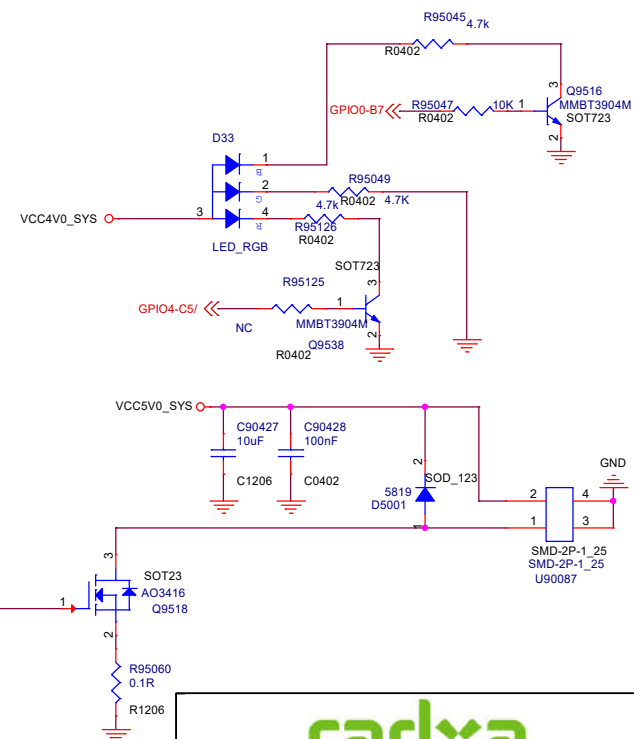 R95045
4.7k
R0402
3
Q9516
MMBT3904M
SOT723
GPIO0-B7
R95047
10K
1
R0402
2
D33
1
B
2
G
R95049
R0402
4.7K
VCC4V0_SYS
3
4
R
4.7k
R95126
R0402
LED_RGB
SOT723
3
R95125
GPIO4-C5/
1
NC
MMBT3904M
2
Q9538
R0402
VCC5V0_SYS
C90427
10uF
C90428
100nF
C1206
C0402
2
SOD_123
5819
D5001
1
GND
2
4
1
3
SMD-2P-1_25
SMD-2P-1_25
U90087
3
SOT23
AO3416
Q9518
1
2
R95060
0.1R
R1206
radxa